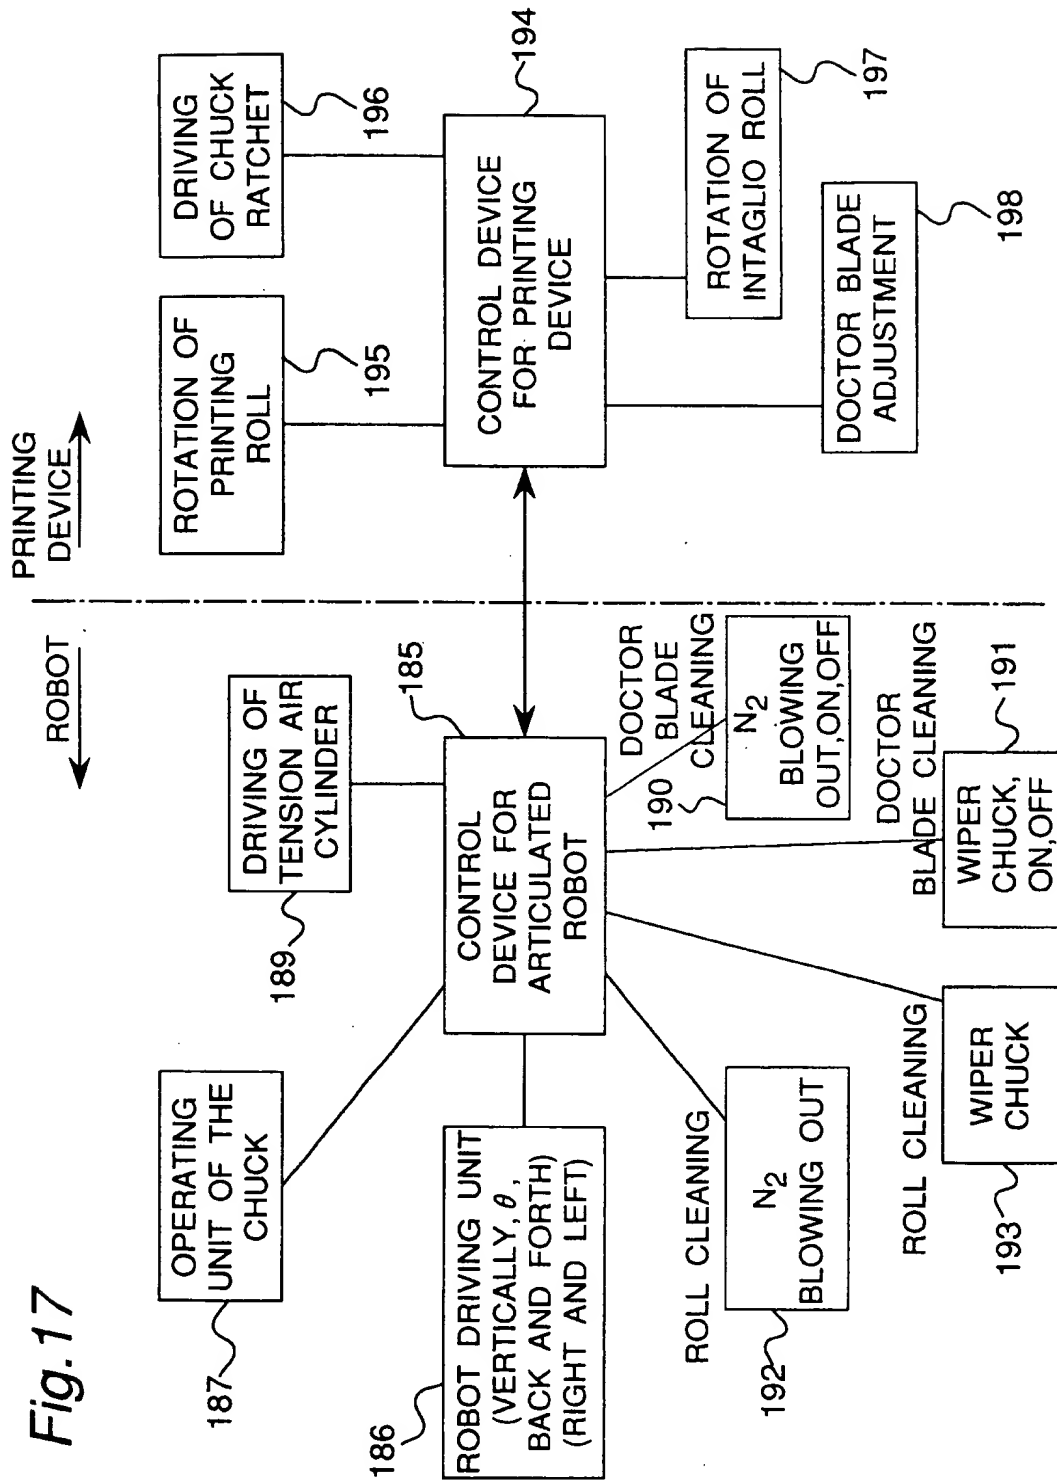 Fig.17
ROBOT
PRINTING
DEVICE
OPERATING
UNIT OF THE
CHUCK
187
DRIVING OF
TENSION AIR
CYLINDER
189
ROTATION OF
PRINTING
ROLL
195
DRIVING
OF CHUCK
RATCHET
196
186
ROBOT DRIVING UNIT
(VERTICALLY, θ,
BACK AND FORTH)
(RIGHT AND LEFT)
CONTROL
DEVICE FOR
ARTICULATED
ROBOT
185
CONTROL DEVICE
FOR PRINTING
DEVICE
194
ROLL CLEANING
N2
BLOWING OUT
192
DOCTOR
BLADE
CLEANING
190
N2
BLOWING
OUT,ON,OFF
ROTATION OF
INTAGLIO ROLL
197
DOCTOR BLADE
ADJUSTMENT
198
ROLL CLEANING
WIPER
CHUCK
193
DOCTOR
BLADE CLEANING
WIPER
CHUCK,
ON,OFF
191